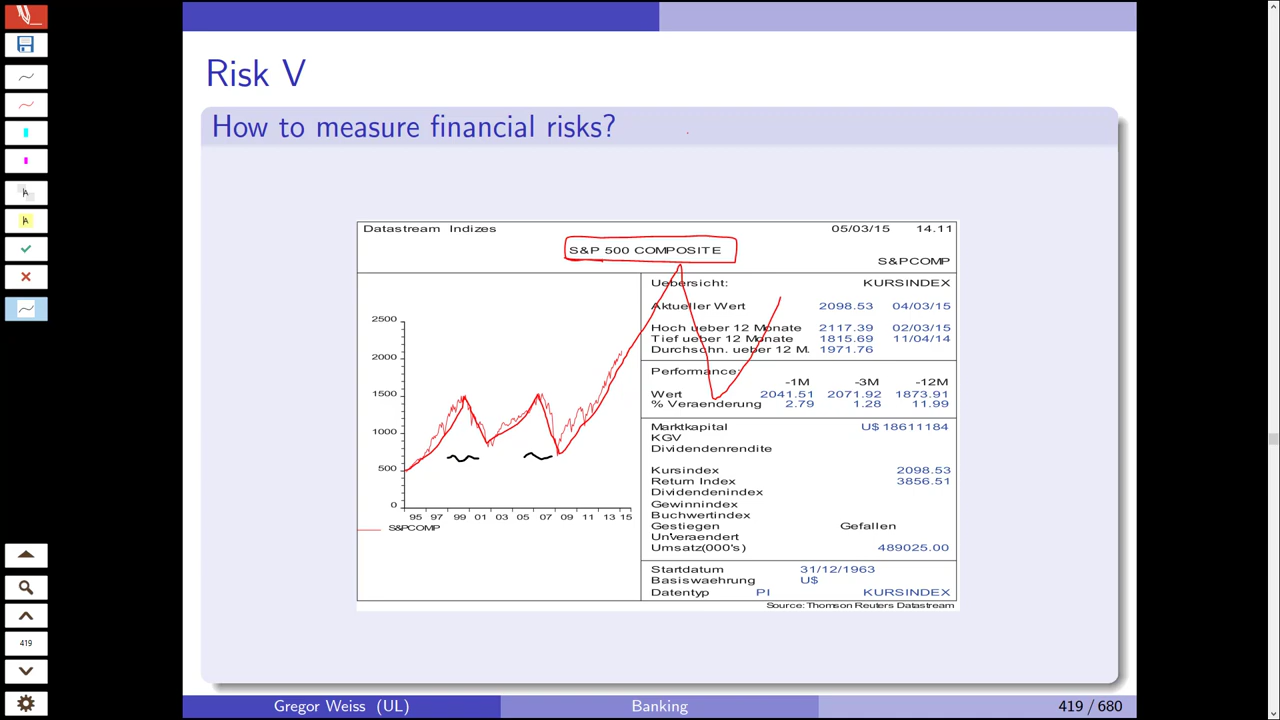 Risk V
How to measure financial risks?
Datastream Indizes 05/03/15 14.11
S&P 500 COMPOSITE
S&PCOMP
Uebersicht: KURSINDEX
Aktueller Wert 2098.53 04/03/15
Hoch ueber 12 Monate 2117.39 02/03/15
Tief ueber 12 Monate 1815.69 11/04/14
Durchschn. ueber 12 M. 1971.76
Performance:
-1M -3M -12M
Wert 2041.51 2071.92 1873.91
% Veraenderung 2.79 1.28 11.99
Marktkapital U$ 18611184
KGV
Dividendenrendite
Kursindex 2098.53
Return Index 3856.51
Dividendenindex
Gewinnindex
Buchwertindex
Gestiegen Gefallen
Unveraendert
Umsatz(000's) 489025.00
Startdatum 31/12/1963
Basiswaehrung U$
Datentyp PI KURSINDEX
2500
2000
1500
1000
500
0
95 97 99 01 03 05 07 09 11 13 15
S&PCOMP
Source: Thomson Reuters Datastream
419
Gregor Weiss (UL) Banking 419 / 680